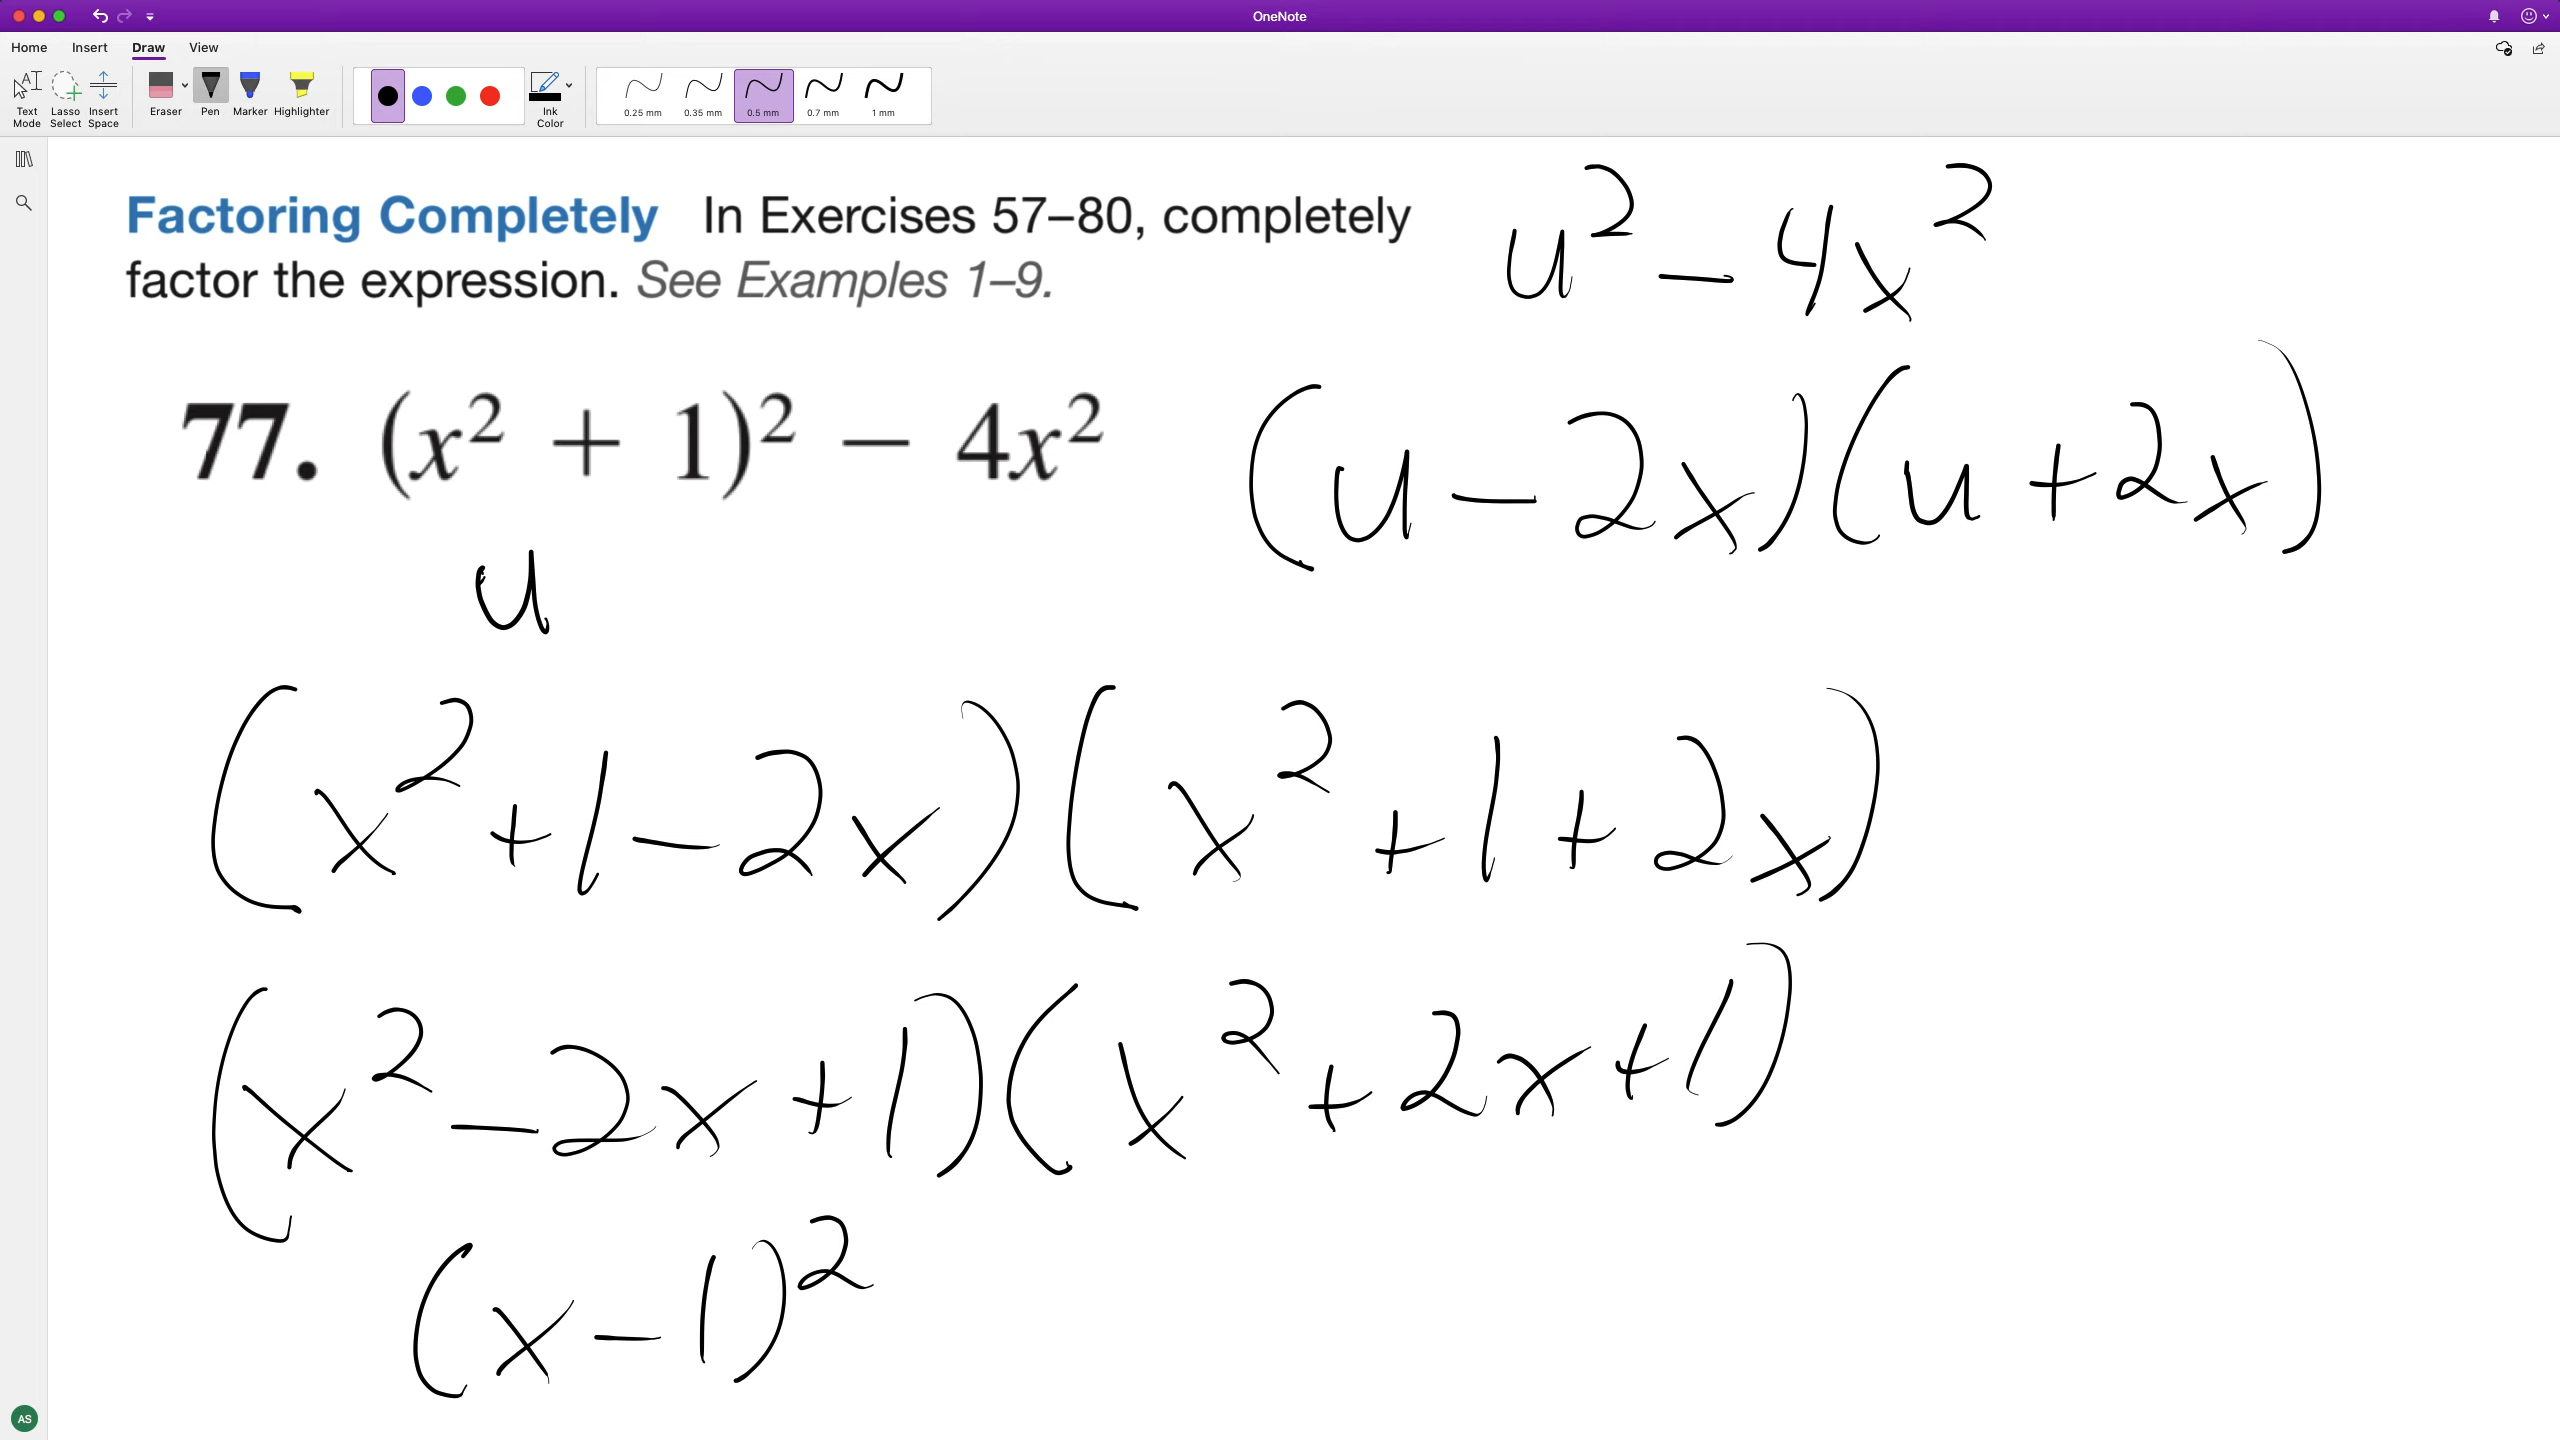 OneNote
Home Insert Draw View
Text Mode Lasso Select Insert Space Eraser Pen Marker Highlighter Ink Color 0.25 mm 0.35 mm 0.5 mm 0.7 mm 1 mm
Factoring Completely In Exercises 57–80, completely
factor the expression. See Examples 1–9.
77. (x² + 1)² − 4x²
u
u² − 4x²
(u − 2x)(u + 2x)
(x² + 1 − 2x)(x² + 1 + 2x)
(x² − 2x + 1)(x² + 2x + 1)
(x − 1)²
AS